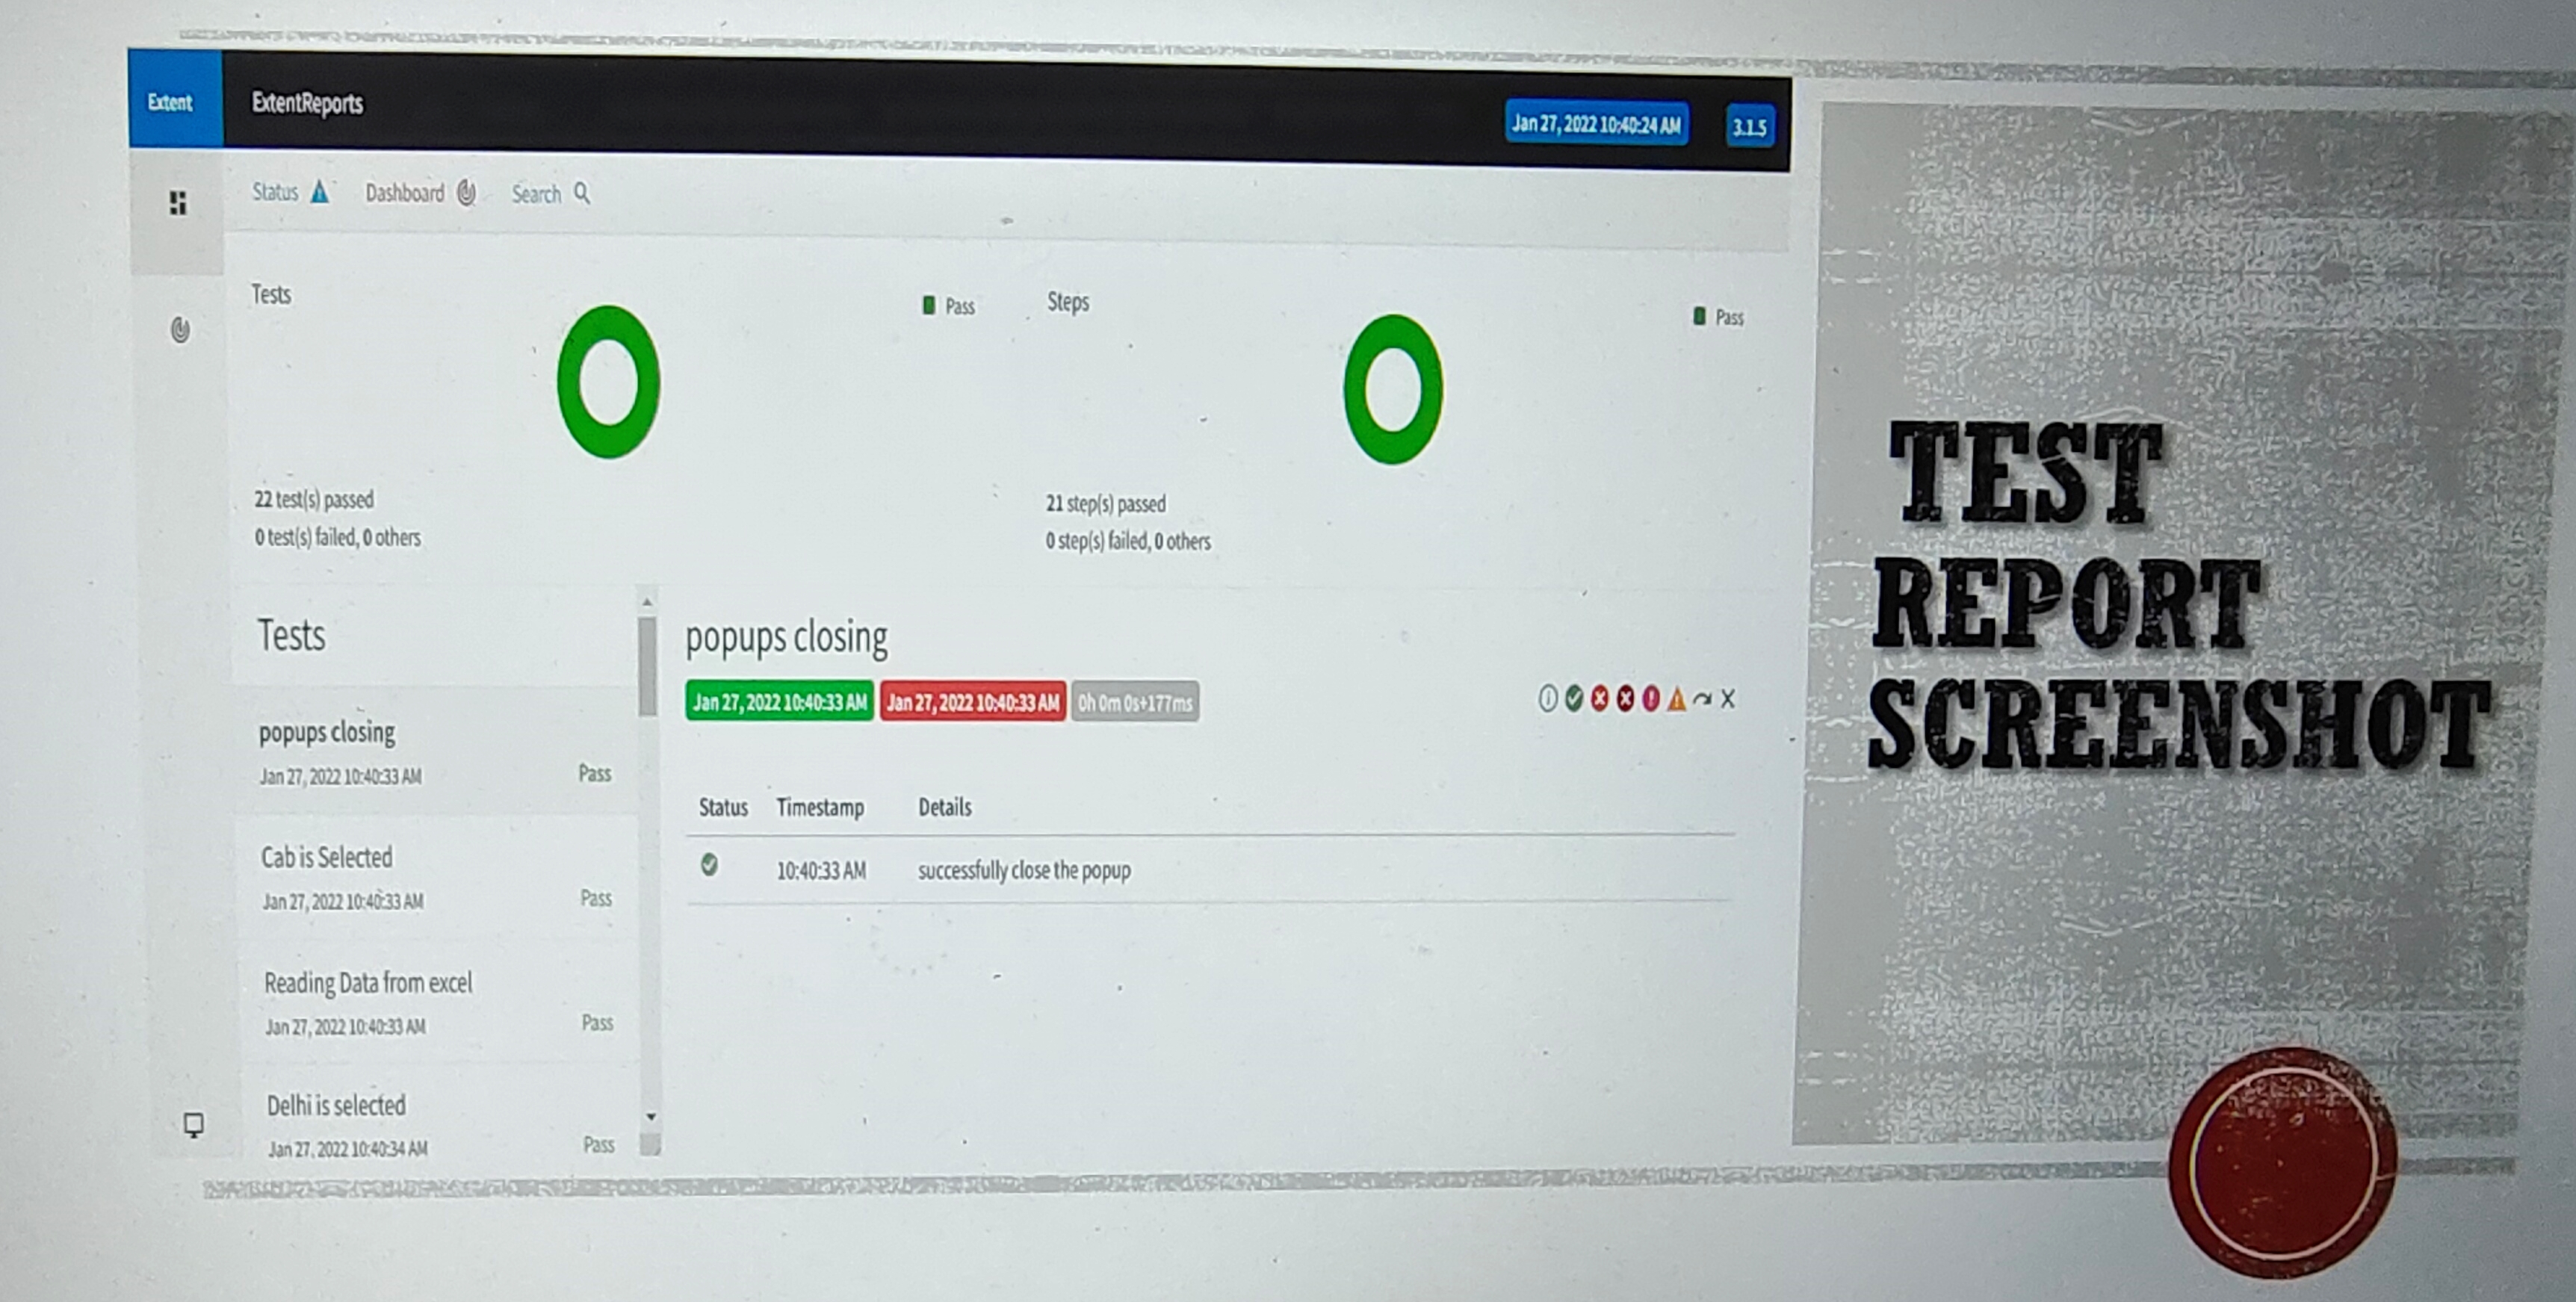 Extent
ExtentReports
Jan 27, 2022 10:40:24 AM
3.1.5
Status
Dashboard
Search
Tests
Pass
Steps
Pass
22 test(s) passed
0 test(s) failed, 0 others
21 step(s) passed
0 step(s) failed, 0 others
Tests
popups closing
Jan 27, 2022 10:40:33 AM
Pass
Cab is Selected
Jan 27, 2022 10:40:33 AM
Pass
Reading Data from excel
Jan 27, 2022 10:40:33 AM
Pass
Delhi is selected
Jan 27, 2022 10:40:34 AM
Pass
popups closing
Jan 27, 2022 10:40:33 AM
Jan 27, 2022 10:40:33 AM
0h 0m 0s+177ms
Status Timestamp Details
10:40:33 AM successfully close the popup
TEST
REPORT
SCREENSHOT